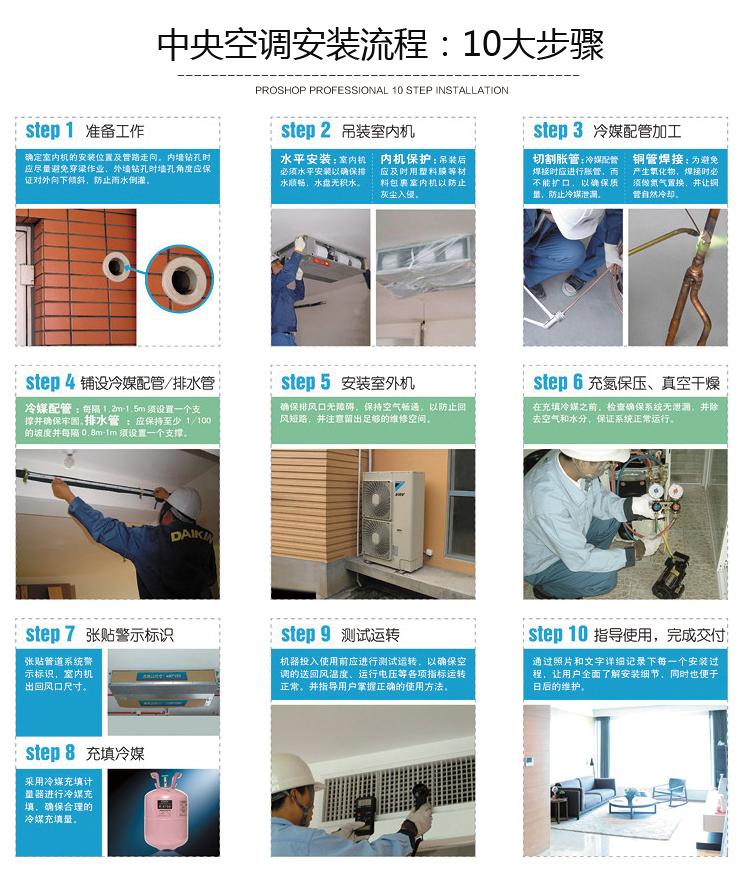 中央空调安装流程：10大步骤
PROSHOP PROFESSIONAL 10 STEP INSTALLATION
step 1 准备工作
确定室内机的安装位置及管路走向。内墙钻孔时
应尽量避免穿梁作业、外墙钻孔时墙孔角度应保
证对外向下倾斜，防止雨水倒灌。
step 2 吊装室内机
水平安装：室内机
必须水平安装以确保排
水顺畅、水盘无积水。
内机保护：吊装后
应及时用塑料膜等材
料包裹室内机以防止
灰尘入侵。
step 3 冷媒配管加工
切割胀管：冷媒配管
焊接时应进行胀管，而
不能扩口，以确保质
量，防止冷媒泄漏。
铜管焊接：为避免
产生氧化物，焊接时必
须做氮气置换，并让铜
管自然冷却。
step 4 铺设冷媒配管/排水管
冷媒配管：每隔1.2m-1.5m须设置一个支
撑并确保牢固。排水管 ：应保持至少 1/100
的坡度并每隔0.8m-1m须设置一个支撑。
DAIKIN
step 5 安装室外机
确保排风口无障碍，保持空气畅通，以防止回
风短路，并注意留出足够的维修空间。
VRV
step 6 充氮保压、真空干燥
在充填冷媒之前，检查确保系统无泄漏，并除
去空气和水分，保证系统正常运行。
step 7 张贴警示标识
张贴管道系统警
示标识，室内机
出回风口尺寸。
step 8 充填冷媒
采用冷媒充填计
量器进行冷媒充
填，确保合理的
冷媒充填量。
step 9 测试运转
机器投入使用前应进行测试运转，以确保空
调的送回风温度、运行电压等各项指标运转
正常。并指导用户掌握正确的使用方法。
step 10 指导使用，完成交付
通过照片和文字详细记录下每一个安装过
程，让用户全面了解安装细节，同时也便于
日后的维护。